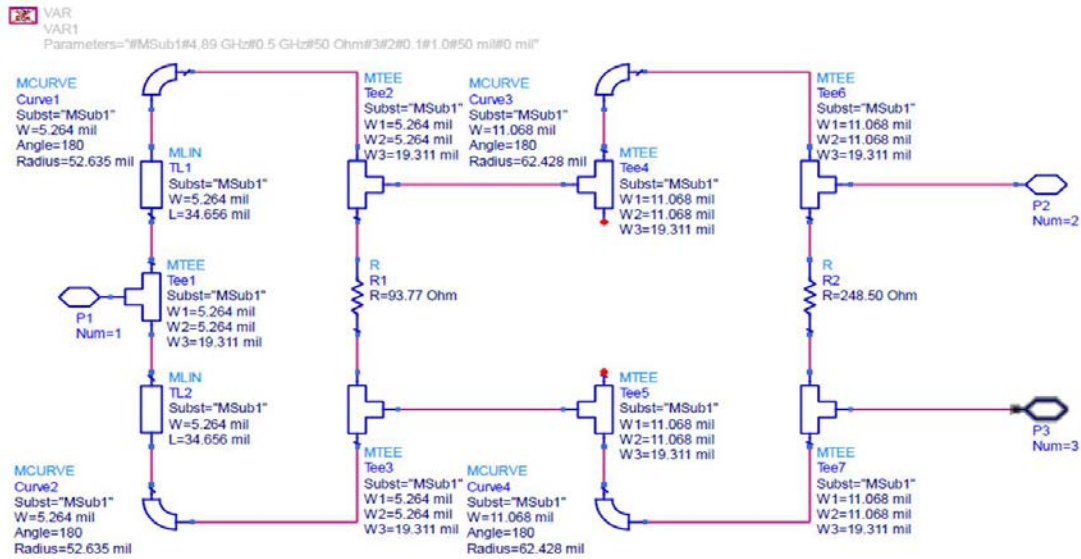 VAR
VAR1
Parameters="#MSub1#4.89 GHz#0.5 GHz#50 Ohm#3#2#0.1#1.0#50 mil#0 mil"
MCURVE
Curve1
Subst="MSub1"
W=5.264 mil
Angle=180
Radius=52.635 mil
MLIN
TL1
Subst="MSub1"
W=5.264 mil
L=34.656 mil
MTEE
Tee1
Subst="MSub1"
W1=5.264 mil
W2=5.264 mil
W3=19.311 mil
P1
Num=1
MLIN
TL2
Subst="MSub1"
W=5.264 mil
L=34.656 mil
MCURVE
Curve2
Subst="MSub1"
W=5.264 mil
Angle=180
Radius=52.635 mil
MTEE
Tee2
Subst="MSub1"
W1=5.264 mil
W2=5.264 mil
W3=19.311 mil
R
R1
R=93.77 Ohm
MTEE
Tee3
Subst="MSub1"
W1=5.264 mil
W2=5.264 mil
W3=19.311 mil
MCURVE
Curve3
Subst="MSub1"
W=11.068 mil
Angle=180
Radius=62.428 mil
MTEE
Tee4
Subst="MSub1"
W1=11.068 mil
W2=11.068 mil
W3=19.311 mil
MTEE
Tee5
Subst="MSub1"
W1=11.068 mil
W2=11.068 mil
W3=19.311 mil
MCURVE
Curve4
Subst="MSub1"
W=11.068 mil
Angle=180
Radius=62.428 mil
MTEE
Tee6
Subst="MSub1"
W1=11.068 mil
W2=11.068 mil
W3=19.311 mil
P2
Num=2
R
R2
R=248.50 Ohm
P3
Num=3
MTEE
Tee7
Subst="MSub1"
W1=11.068 mil
W2=11.068 mil
W3=19.311 mil